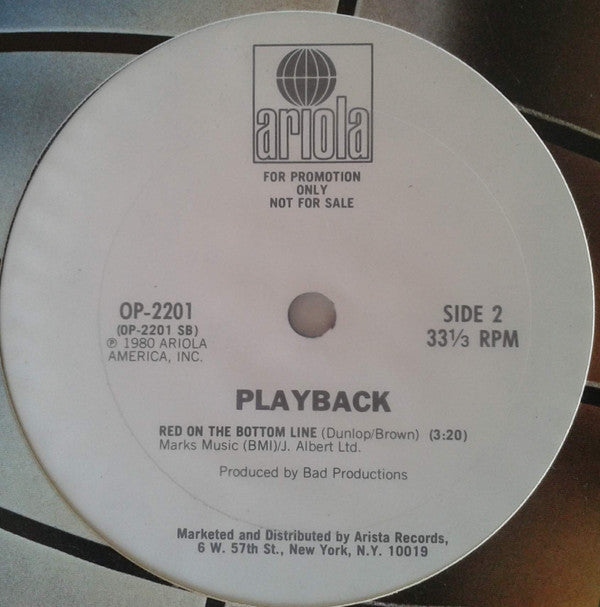 ariola
FOR PROMOTION
ONLY
NOT FOR SALE
OP-2201
(OP-2201 SB)
℗ 1980 ARIOLA
AMERICA, INC.
SIDE 2
33⅓ RPM
PLAYBACK
RED ON THE BOTTOM LINE (Dunlop/Brown) (3:20)
Marks Music (BMI)/J. Albert Ltd.
Produced by Bad Productions
Marketed and Distributed by Arista Records,
6 W. 57th St., New York, N.Y. 10019